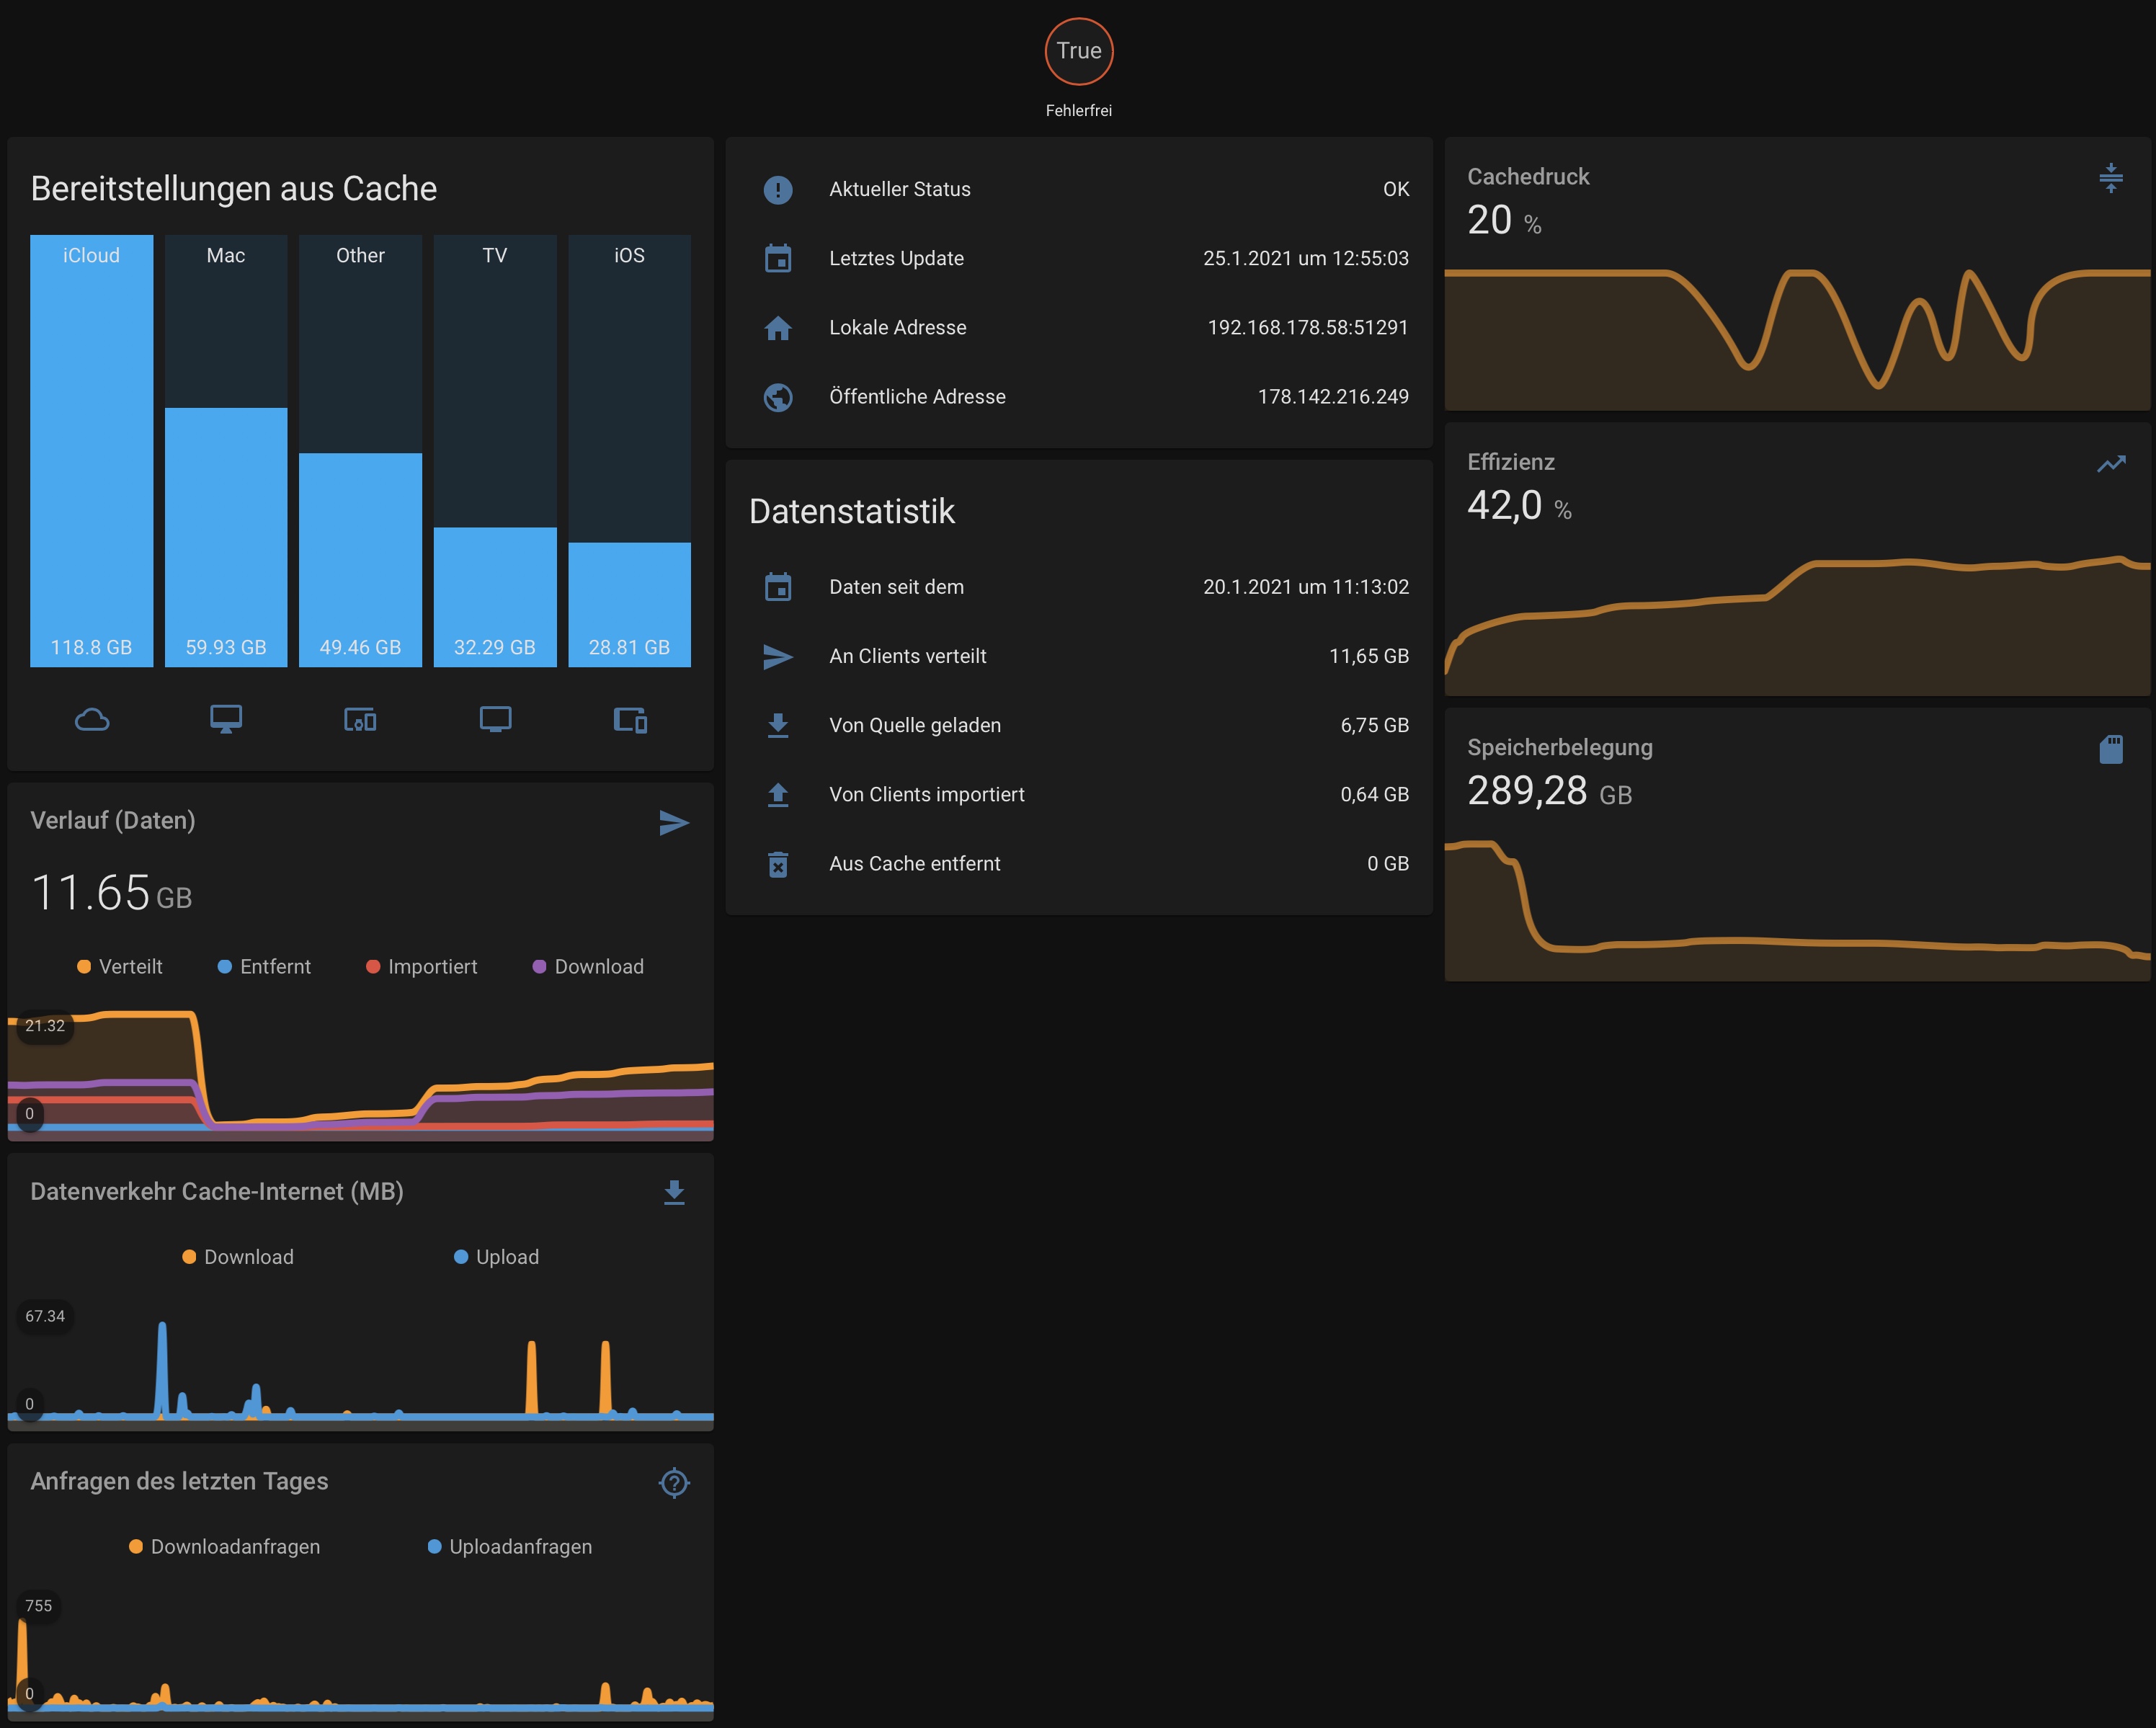 True
Fehlerfrei
Bereitstellungen aus Cache
iCloud Mac Other TV iOS
118.8 GB 59.93 GB 49.46 GB 32.29 GB 28.81 GB
Verlauf (Daten)
11.65 GB
Verteilt Entfernt Importiert Download
21.32
0
Datenverkehr Cache-Internet (MB)
Download Upload
67.34
0
Anfragen des letzten Tages
Downloadanfragen Uploadanfragen
755
0
Aktueller Status OK
Letztes Update 25.1.2021 um 12:55:03
Lokale Adresse 192.168.178.58:51291
Öffentliche Adresse 178.142.216.249
Datenstatistik
Daten seit dem 20.1.2021 um 11:13:02
An Clients verteilt 11,65 GB
Von Quelle geladen 6,75 GB
Von Clients importiert 0,64 GB
Aus Cache entfernt 0 GB
Cachedruck
20 %
Effizienz
42,0 %
Speicherbelegung
289,28 GB